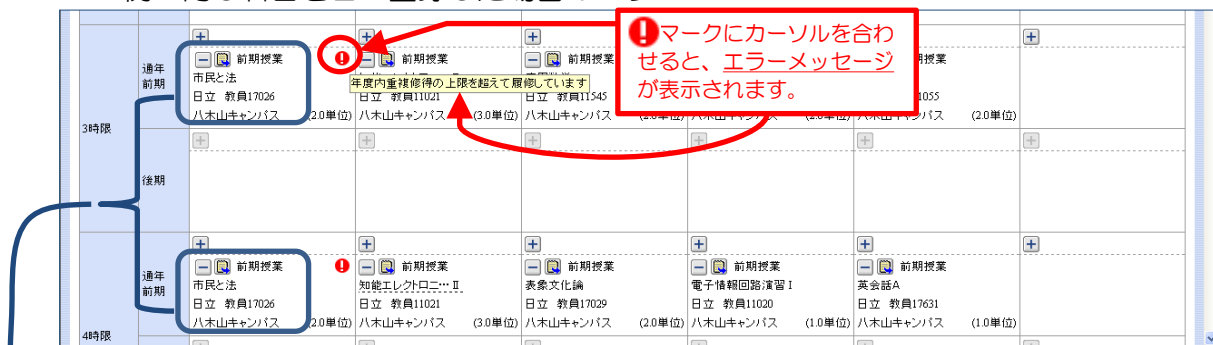 ❗マークにカーソルを合わ
せると、エラーメッセージ
が表示されます。
3時限
通年
前期
前期授業
市民と法
日立 教員17026
八木山キャンパス (2.0単位)
前期授業
年度内重複修得の上限を超えて履修しています
日立 教員11021
八木山キャンパス (3.0単位)
前期授業
日立 教員11545
八木山キャンパス (2.0単位)
八木山キャンパス (2.0単位)
授業
1055
八木山キャンパス (2.0単位)
後期
4時限
通年
前期
前期授業
市民と法
日立 教員17026
八木山キャンパス (2.0単位)
前期授業
知能エレクトロニ… II
日立 教員11021
八木山キャンパス (3.0単位)
前期授業
表象文化論
日立 教員17029
八木山キャンパス (2.0単位)
前期授業
電子情報回路演習 I
日立 教員11020
八木山キャンパス (1.0単位)
前期授業
英会話A
日立 教員17631
八木山キャンパス (1.0単位)